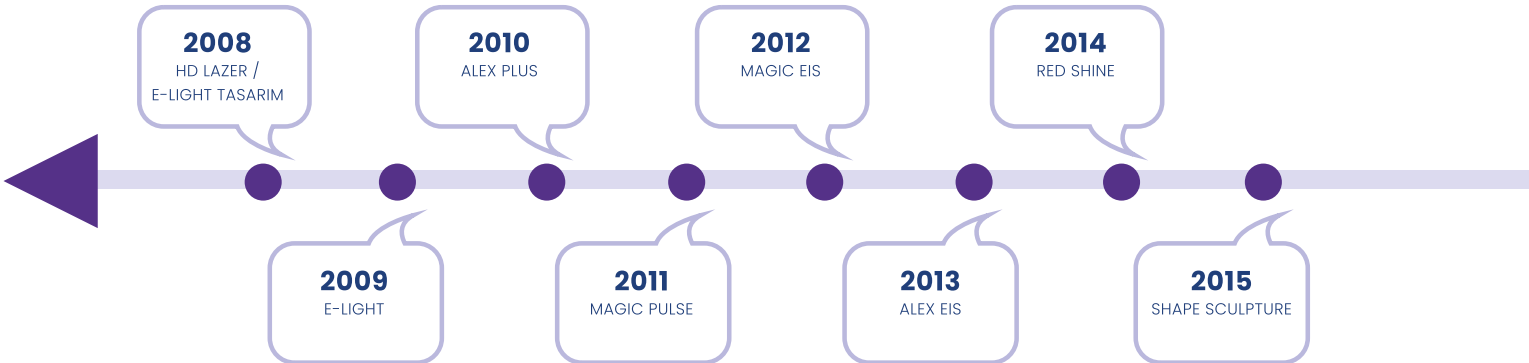 2008
HD LAZER /
E-LIGHT TASARIM
2009
E-LIGHT
2010
ALEX PLUS
2011
MAGIC PULSE
2012
MAGIC EIS
2013
ALEX EIS
2014
RED SHINE
2015
SHAPE SCULPTURE